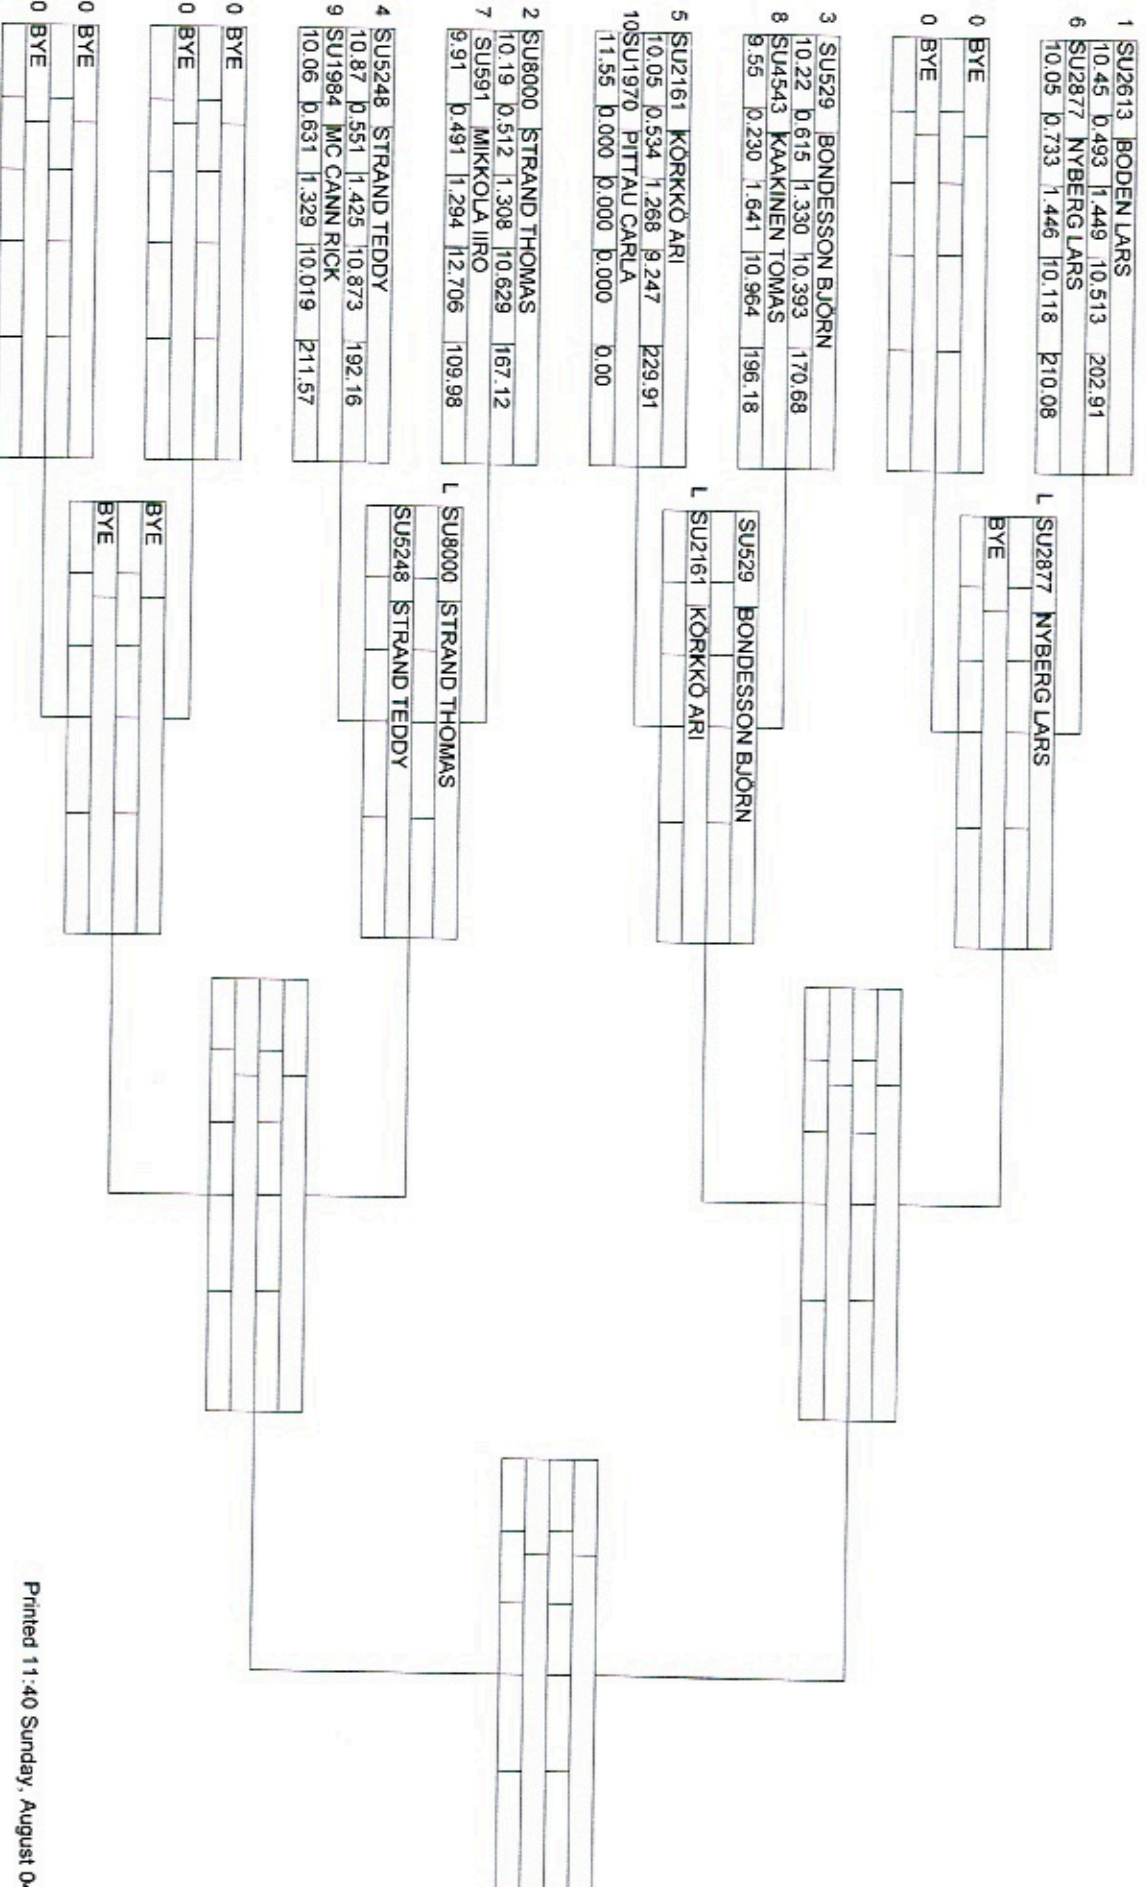 1 SU2613 BODEN LARS
10.45 0.493 1.449 10.513 202.91
6 SU2877 NYBERG LARS
10.05 0.733 1.446 10.118 210.08
0 BYE
0 BYE
3 SU529 BONDESSON BJÖRN
10.22 0.615 1.330 10.393 170.68
8 SU4543 KAAKINEN TOMAS
9.55 0.230 1.641 10.964 196.18
5 SU2161 KÖRKKÖ ARI
10.05 0.534 1.268 9.247 229.91
10 SU1970 PITTAU CARLA
11.55 0.000 0.000 0.000 0.00
2 SU8000 STRAND THOMAS
10.19 0.512 1.308 10.629 167.12
7 SU591 MIKKOLA IIRO
9.91 0.491 1.294 12.706 109.98
4 SU5248 STRAND TEDDY
10.87 0.551 1.425 10.873 192.16
9 SU1984 MC CANN RICK
10.06 0.631 1.329 10.019 211.57
0 BYE
0 BYE
0 BYE
0 BYE
L SU2877 NYBERG LARS
BYE
SU529 BONDESSON BJÖRN
L SU2161 KÖRKKÖ ARI
L SU8000 STRAND THOMAS
SU5248 STRAND TEDDY
BYE
BYE
Printed 11:40 Sunday, August 04